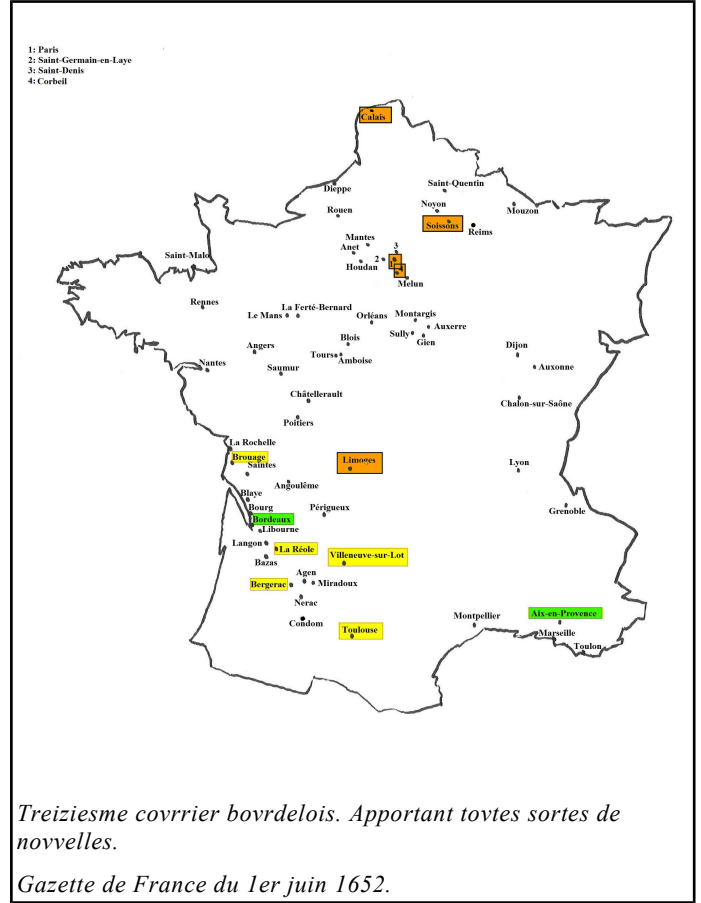 1: Paris
2: Saint-Germain-en-Laye
3: Saint-Denis
4: Corbeil
Calais
Dieppe
Saint-Quentin
Noyon
Mouzon
Rouen
Soissons
Reims
Mantes
3
Anet
2
1
Houdan
4
Saint-Malo
Melun
Rennes
La Ferté-Bernard
Le Mans
Orléans
Montargis
Auxerre
Sully
Gien
Blois
Angers
Tours
Amboise
Dijon
Auxonne
Nantes
Saumur
Châtellerault
Chalon-sur-Saône
Poitiers
La Rochelle
Brouage
Saintes
Limoges
Lyon
Angoulême
Blaye
Bourg
Périgueux
Grenoble
Bordeaux
Libourne
Langon
La Réole
Villeneuve-sur-Lot
Bazas
Agen
Bergerac
Miradoux
Nerac
Condom
Toulouse
Montpellier
Aix-en-Provence
Marseille
Toulon
Treiziesme covrrier bovrdelois. Apportant tovtes sortes de
novvelles.
Gazette de France du 1er juin 1652.